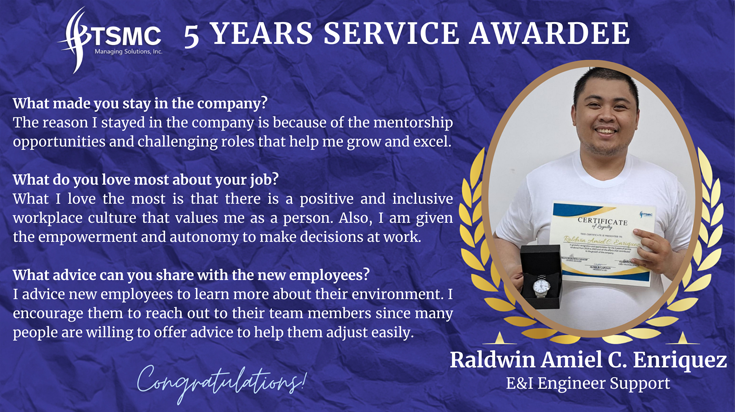 TSMC
Managing Solutions, Inc.
5 YEARS SERVICE AWARDEE
What made you stay in the company?
The reason I stayed in the company is because of the mentorship
opportunities and challenging roles that help me grow and excel.
What do you love most about your job?
What I love the most is that there is a positive and inclusive
workplace culture that values me as a person. Also, I am given
the empowerment and autonomy to make decisions at work.
What advice can you share with the new employees?
I advice new employees to learn more about their environment. I
encourage them to reach out to their team members since many
people are willing to offer advice to help them adjust easily.
Congratulations!
CERTIFICATE
of Loyalty
Raldwin Amiel C. Enriquez
E&I Engineer Support